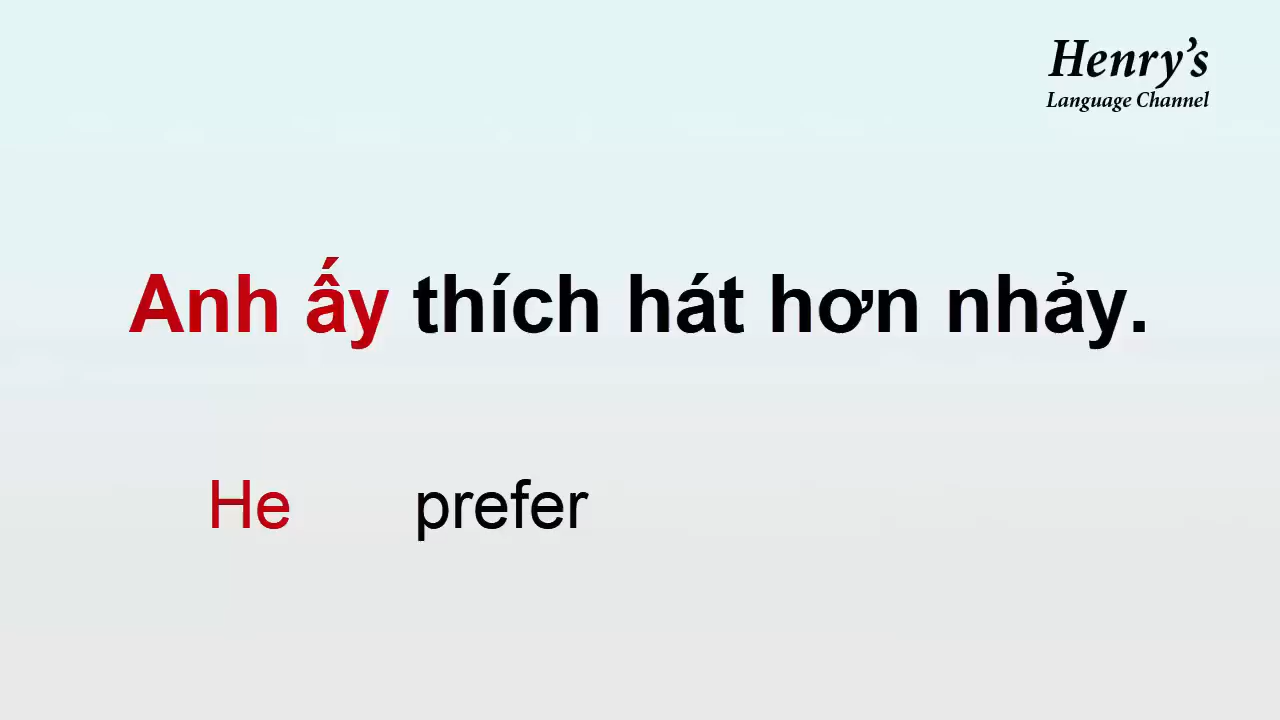 Henry's
Language Channel
Anh ấy thích hát hơn nhảy.
He prefer